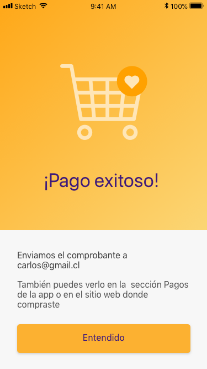 Sketch 9:41 AM 100%
¡Pago exitoso!
Enviamos el comprobante a
carlos@gmail.cl
También puedes verlo en la sección Pagos
de la app o en el sitio web donde
compraste
Entendido